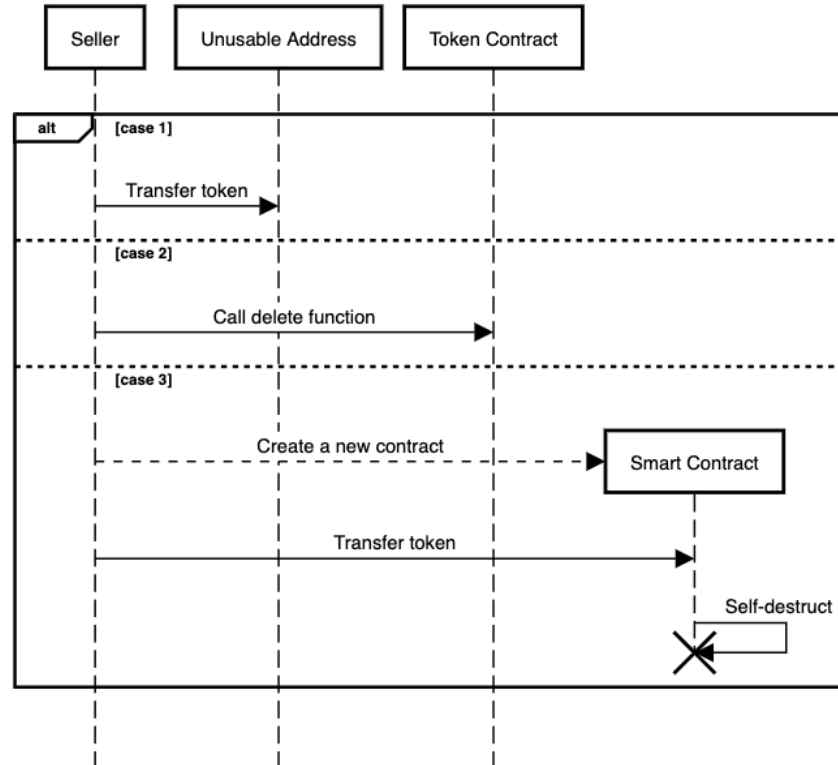 Seller
Unusable Address
Token Contract
alt
[case 1]
Transfer token
[case 2]
Call delete function
[case 3]
Create a new contract
Smart Contract
Transfer token
Self-destruct